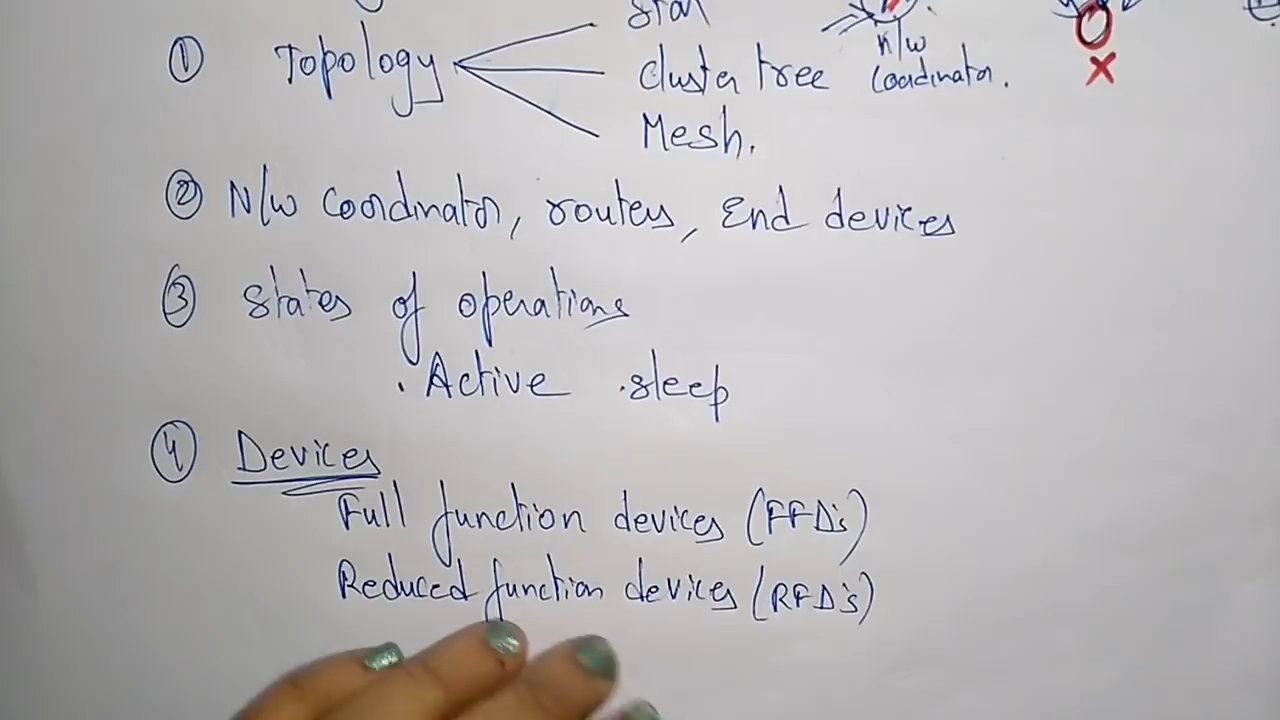 Star
① Topology
Cluster tree
Mesh.
N/w
Coordinator.
② N/w Coordinator, routers, End devices
③ States of operations
. Active . sleep
④ Devices
Full function devices (FFD's)
Reduced function devices (RFD's)